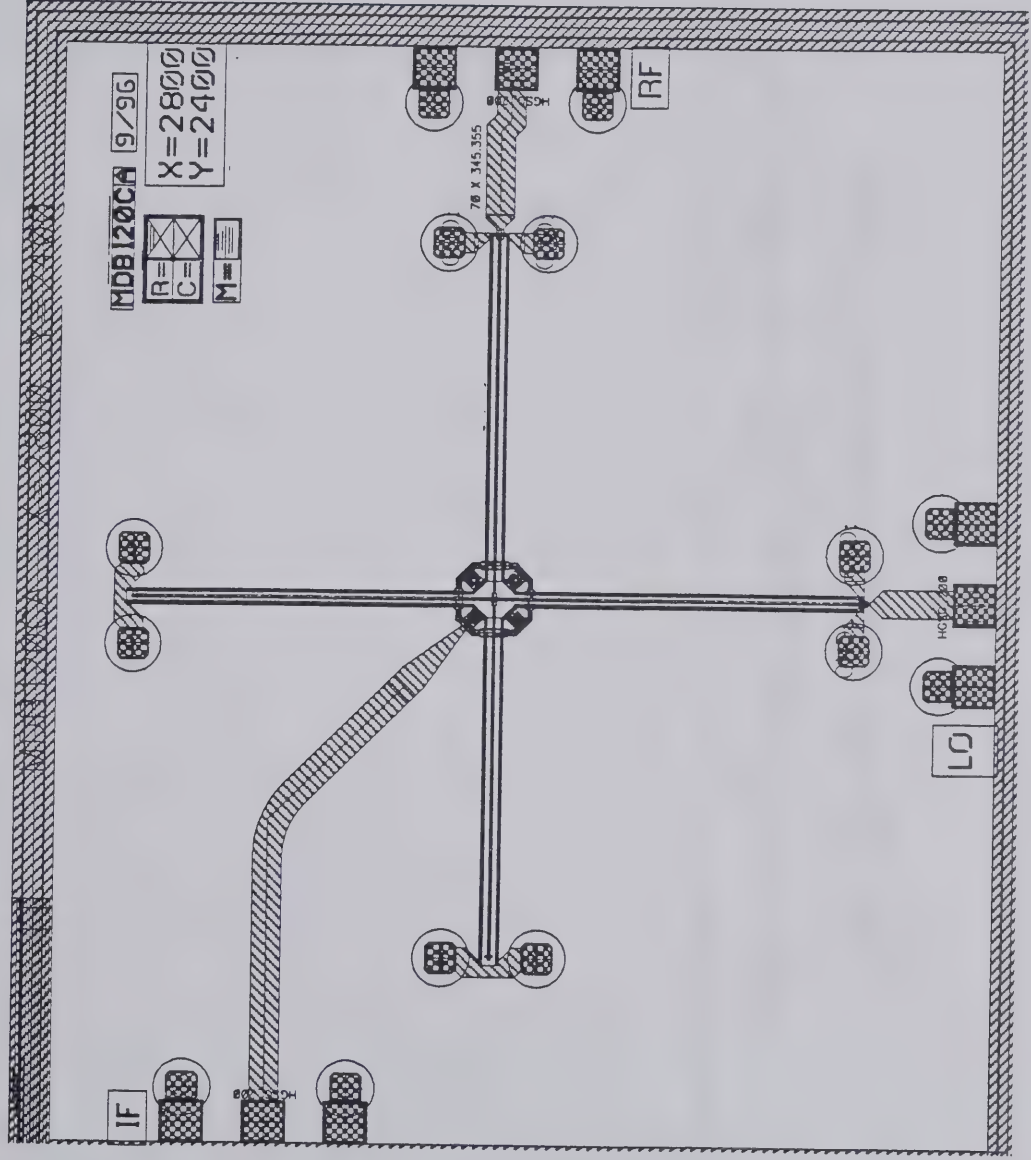 MDB120CA 9/96
X=2800
Y=2400
R=
C=
M=
RF
70 X 345.355
LO
IF